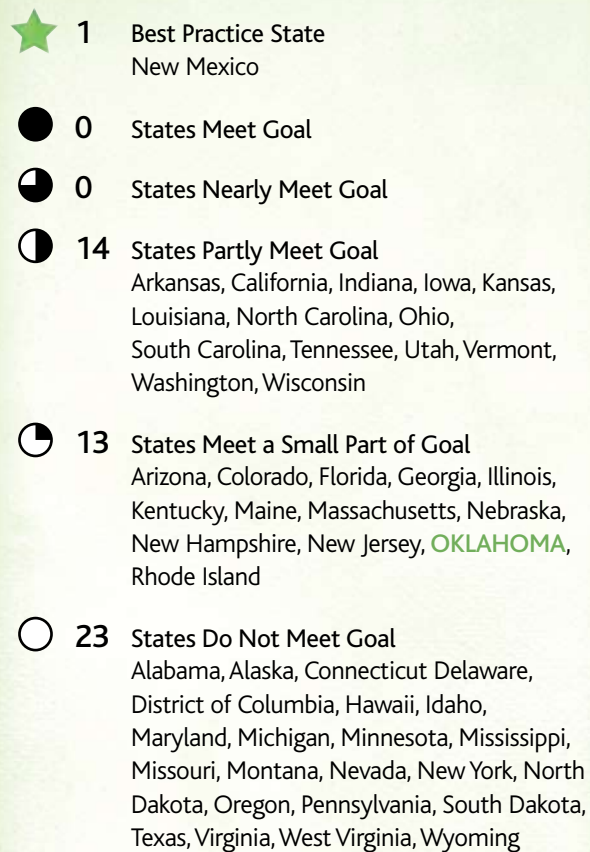 1 Best Practice State
New Mexico
0 States Meet Goal
0 States Nearly Meet Goal
14 States Partly Meet Goal
Arkansas, California, Indiana, Iowa, Kansas,
Louisiana, North Carolina, Ohio,
South Carolina, Tennessee, Utah, Vermont,
Washington, Wisconsin
13 States Meet a Small Part of Goal
Arizona, Colorado, Florida, Georgia, Illinois,
Kentucky, Maine, Massachusetts, Nebraska,
New Hampshire, New Jersey, OKLAHOMA,
Rhode Island
23 States Do Not Meet Goal
Alabama, Alaska, Connecticut Delaware,
District of Columbia, Hawaii, Idaho,
Maryland, Michigan, Minnesota, Mississippi,
Missouri, Montana, Nevada, New York, North
Dakota, Oregon, Pennsylvania, South Dakota,
Texas, Virginia, West Virginia, Wyoming